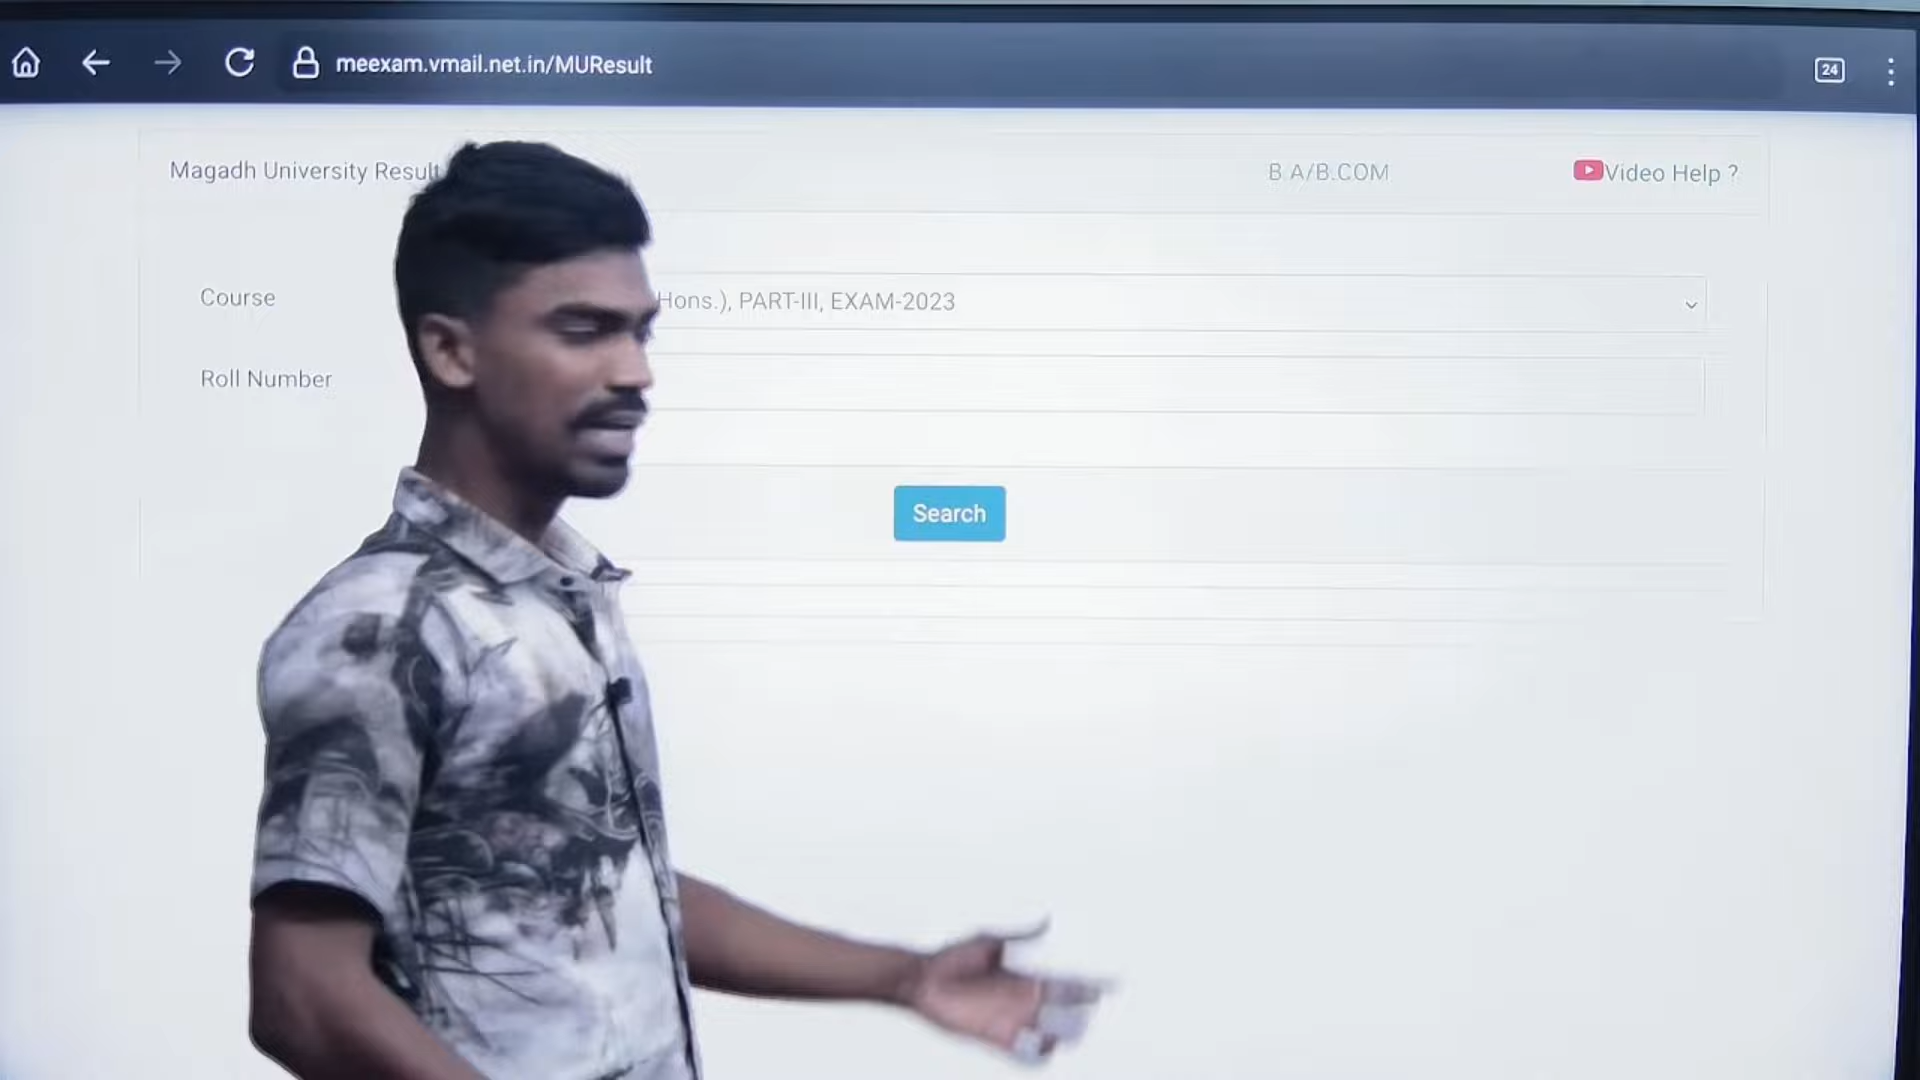 meexam.vmail.net.in/MUResult
24
Magadh University Result
B.A/B.COM
Video Help ?
Course
Hons.), PART-III, EXAM-2023
Roll Number
Search